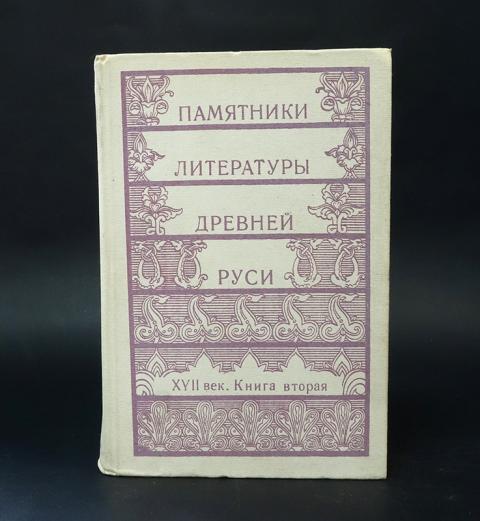 ПАМЯТНИКИ
ЛИТЕРАТУРЫ
ДРЕВНЕЙ
РУСИ
XVII век. Книга вторая